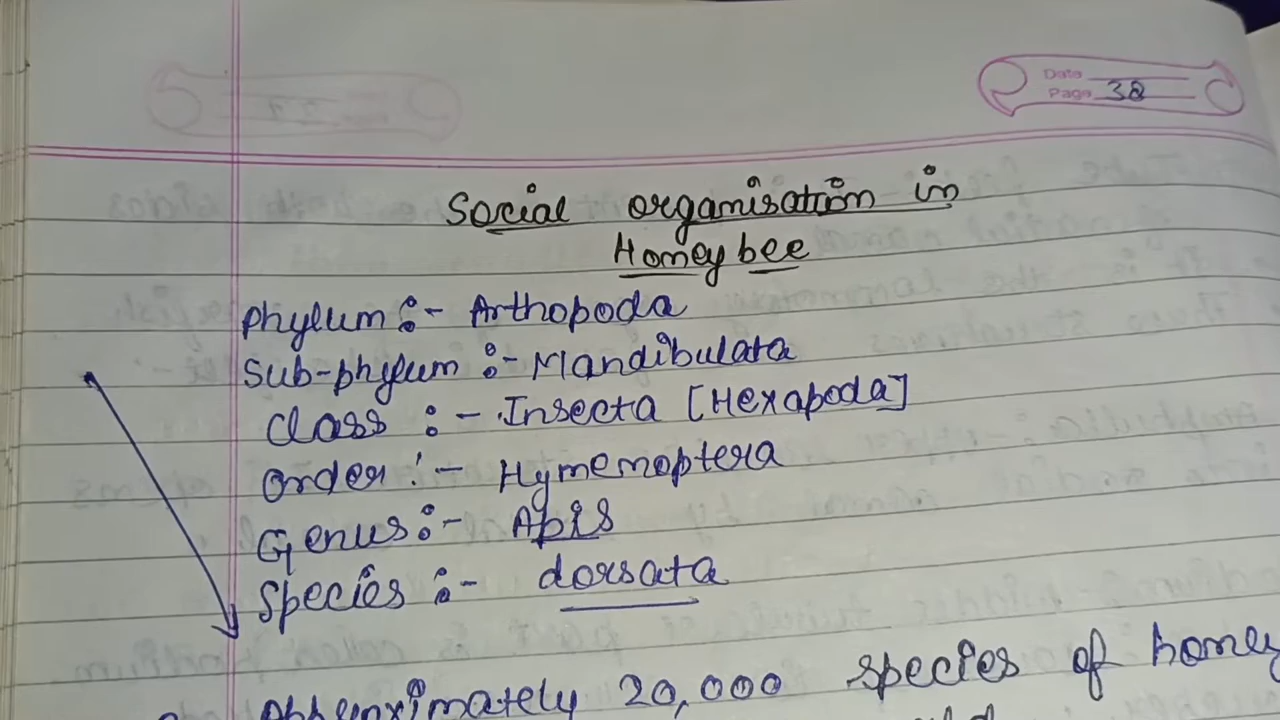 Date
Page 38
Social organisation in
Honey bee
Phylum :- Arthopoda
Sub-phylum :- Mandibulata
Class :- Insecta [Hexapoda]
Order :- Hymenoptera
Genus :- Apis
Species :- dorsata
Approximately 20,000 species of honey